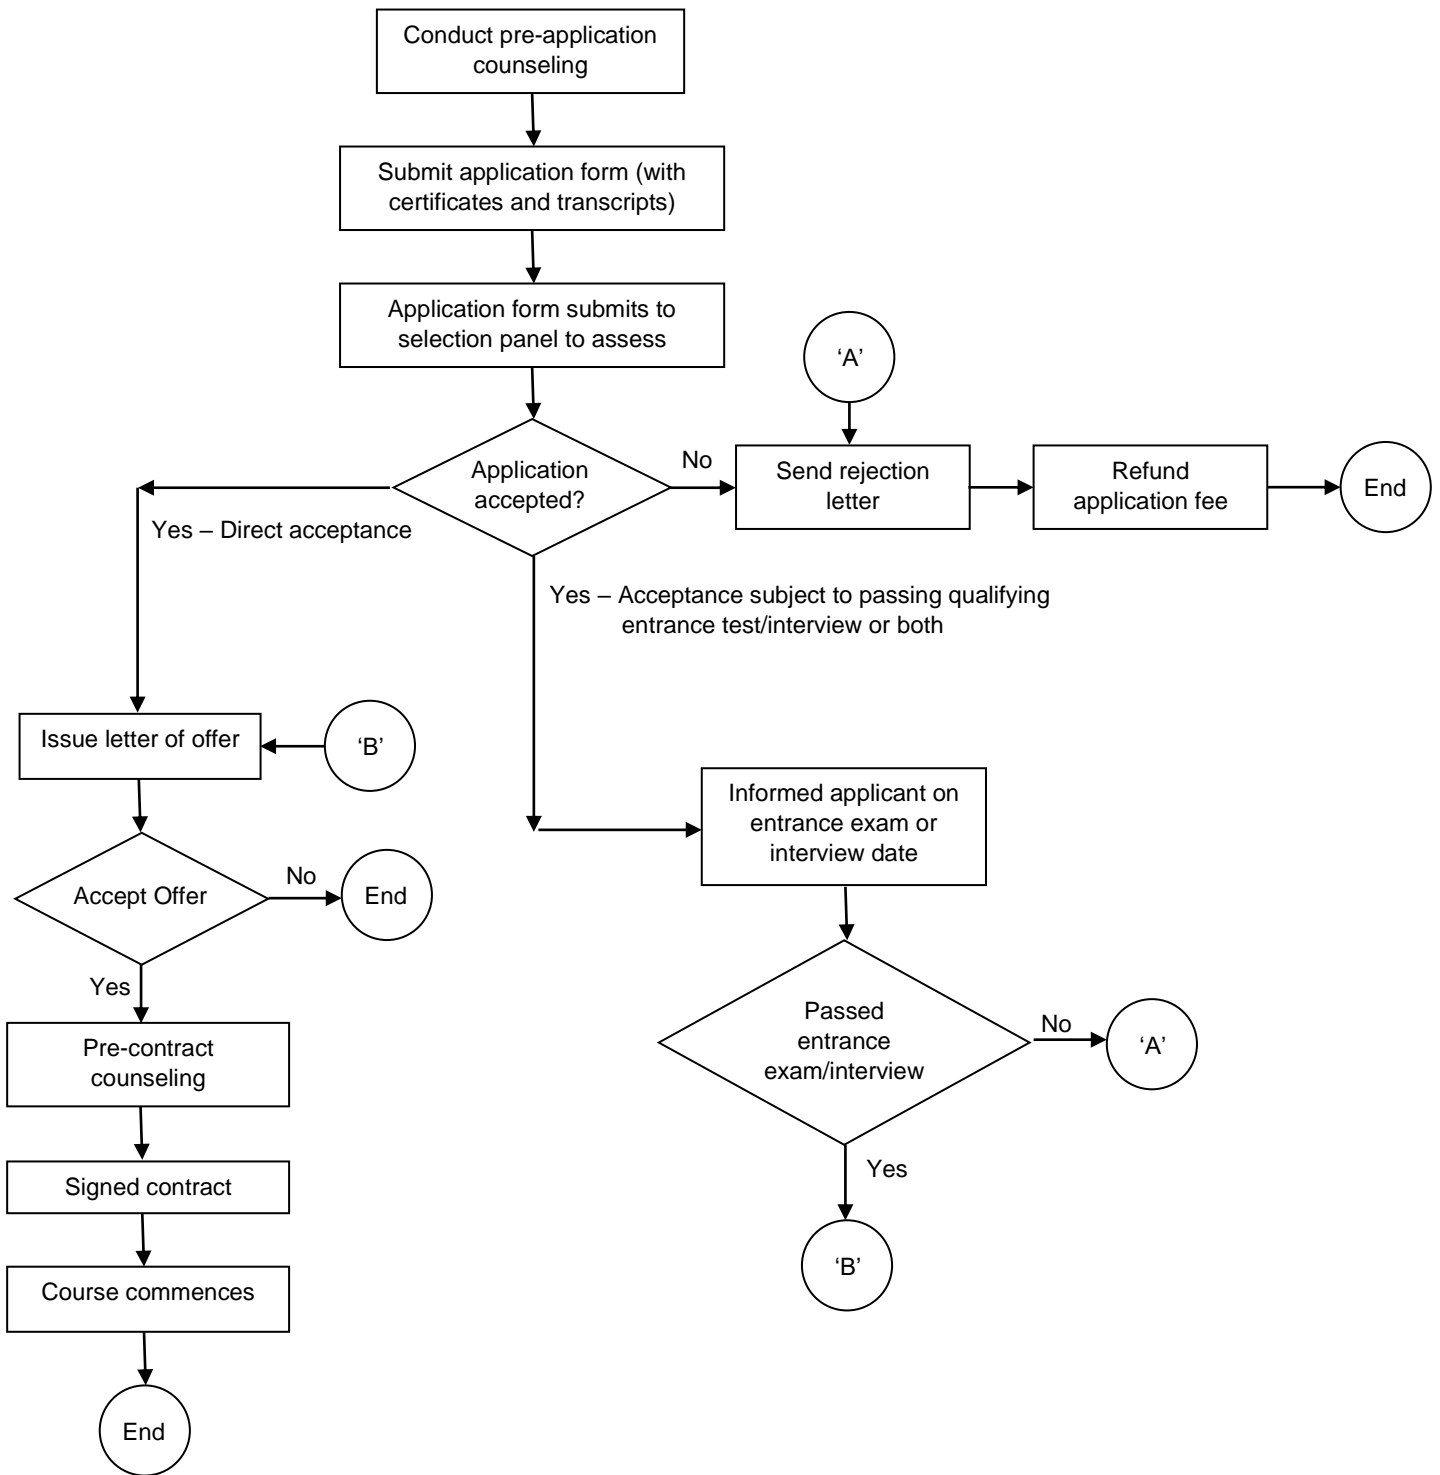 Conduct pre-application
counseling
Submit application form (with
certificates and transcripts)
Application form submits to
selection panel to assess
‘A’
Application
accepted?
No
Send rejection
letter
Refund
application fee
End
Yes – Direct acceptance
Yes – Acceptance subject to passing qualifying
entrance test/interview or both
Issue letter of offer
‘B’
Informed applicant on
entrance exam or
interview date
Accept Offer
No
End
Yes
Pre-contract
counseling
Passed
entrance
exam/interview
No
‘A’
Signed contract
Yes
Course commences
‘B’
End